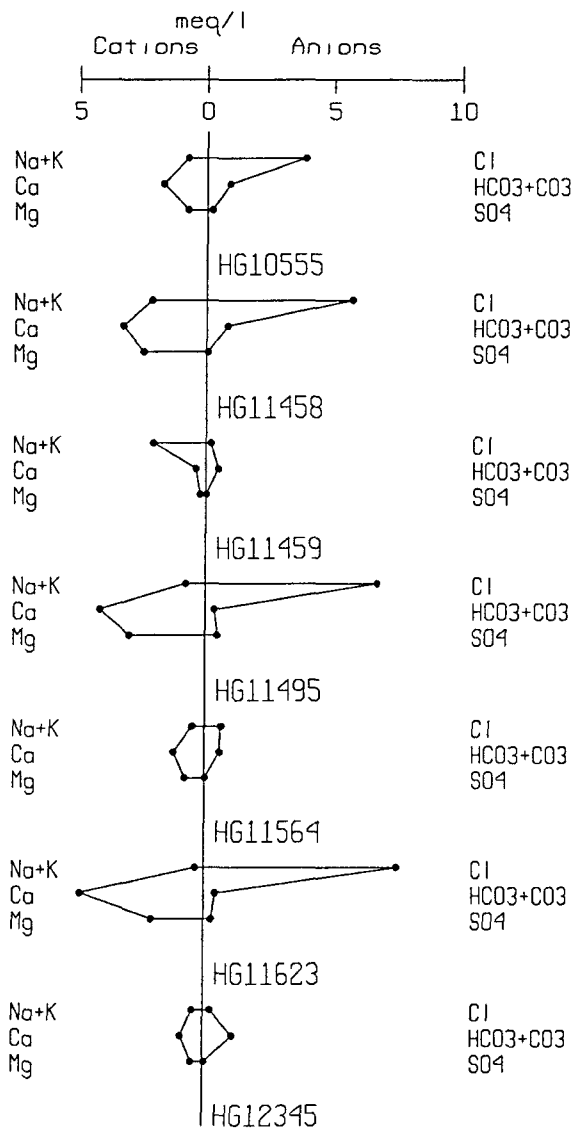 meq/l
Cations Anions
5 0 5 10
Na+K Cl
Ca HCO3+CO3
Mg SO4
HG10555
Na+K Cl
Ca HCO3+CO3
Mg SO4
HG11458
Na+K Cl
Ca HCO3+CO3
Mg SO4
HG11459
Na+K Cl
Ca HCO3+CO3
Mg SO4
HG11495
Na+K Cl
Ca HCO3+CO3
Mg SO4
HG11564
Na+K Cl
Ca HCO3+CO3
Mg SO4
HG11623
Na+K Cl
Ca HCO3+CO3
Mg SO4
HG12345